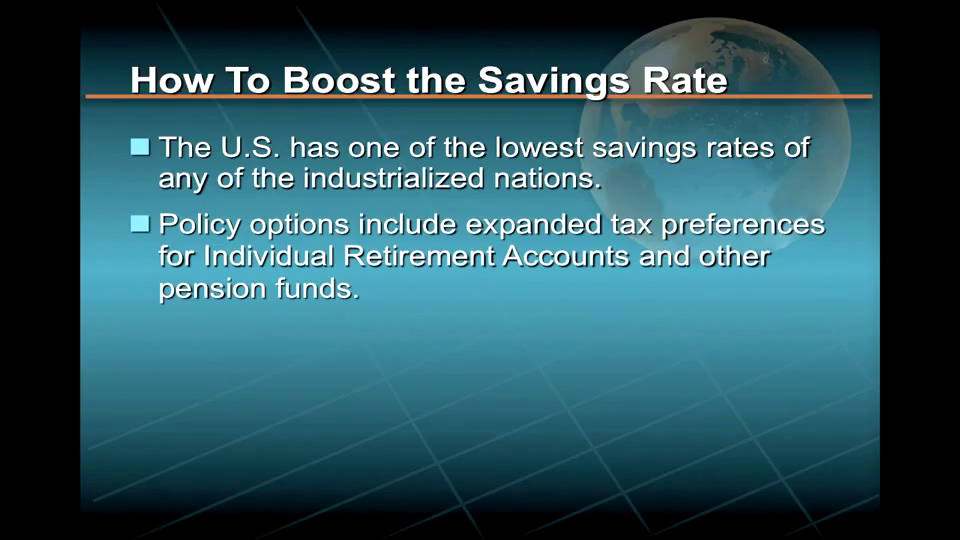 How To Boost the Savings Rate
The U.S. has one of the lowest savings rates of
any of the industrialized nations.
Policy options include expanded tax preferences
for Individual Retirement Accounts and other
pension funds.